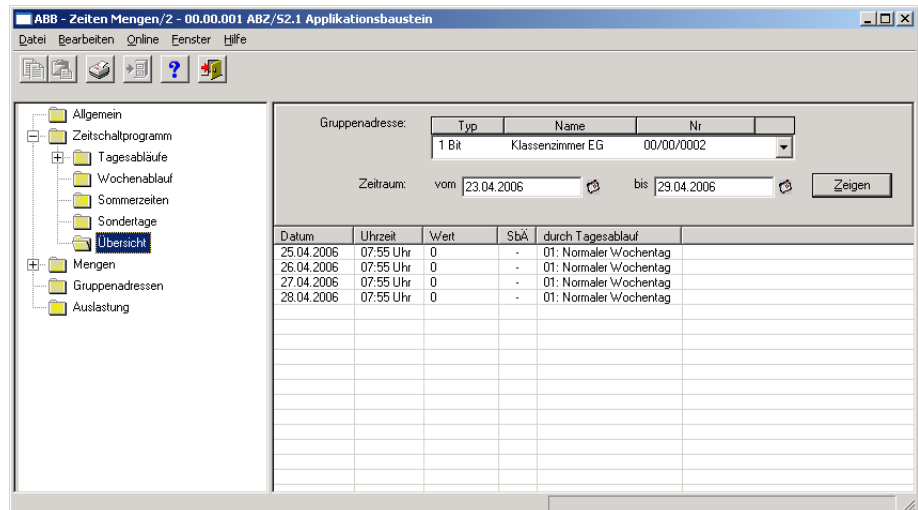 ABB - Zeiten Mengen/2 - 00.00.001 ABZ/S2.1 Applikationsbaustein
Datei Bearbeiten Online Fenster Hilfe
Allgemein
Zeitschaltprogramm
Tagesabläufe
Wochenablauf
Sommerzeiten
Sondertage
Übersicht
Mengen
Gruppenadressen
Auslastung
Gruppenadresse:
Typ Name Nr
1 Bit Klassenzimmer EG 00/00/0002
Zeitraum: vom 23.04.2006 bis 29.04.2006 Zeigen
Datum Uhrzeit Wert SbÄ durch Tagesablauf
25.04.2006 07:55 Uhr 0 - 01: Normaler Wochentag
26.04.2006 07:55 Uhr 0 - 01: Normaler Wochentag
27.04.2006 07:55 Uhr 0 - 01: Normaler Wochentag
28.04.2006 07:55 Uhr 0 - 01: Normaler Wochentag